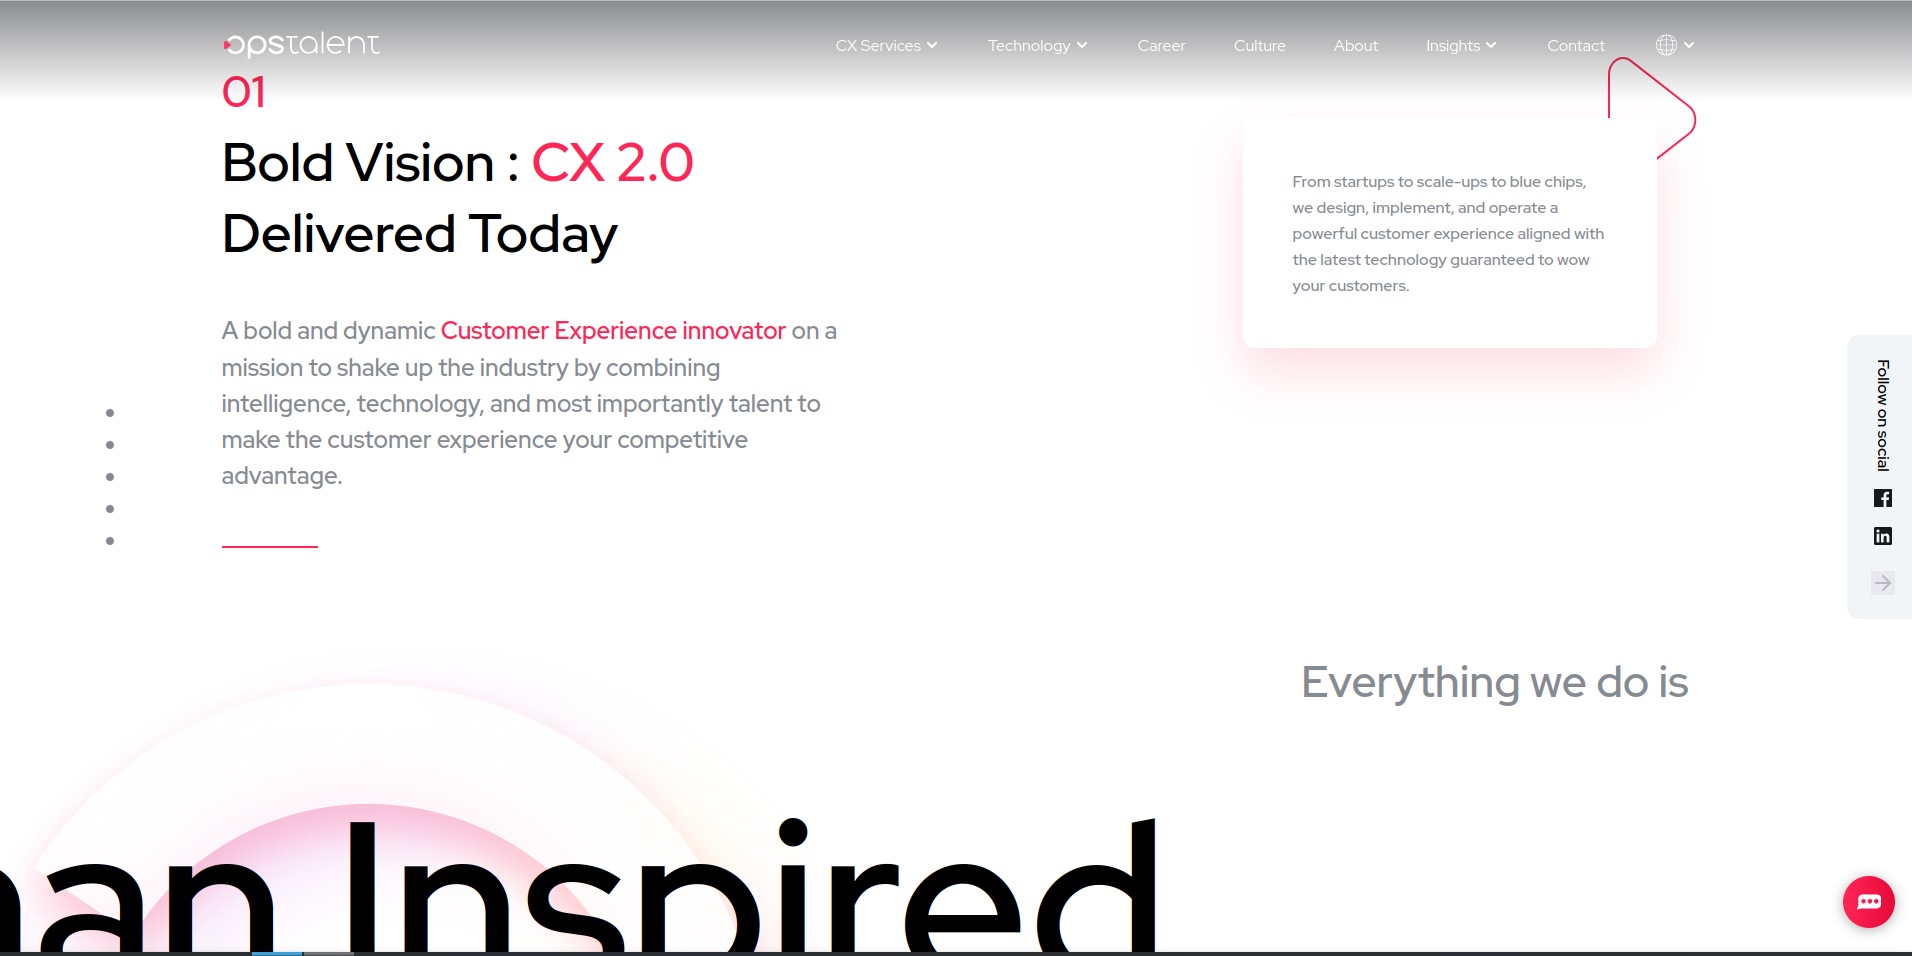 opstalent
CX Services
Technology
Career
Culture
About
Insights
Contact
01
Bold Vision : CX 2.0
Delivered Today
A bold and dynamic Customer Experience innovator on a
mission to shake up the industry by combining
intelligence, technology, and most importantly talent to
make the customer experience your competitive
advantage.
From startups to scale-ups to blue chips,
we design, implement, and operate a
powerful customer experience aligned with
the latest technology guaranteed to wow
your customers.
Follow on social
Everything we do is
an Inspired